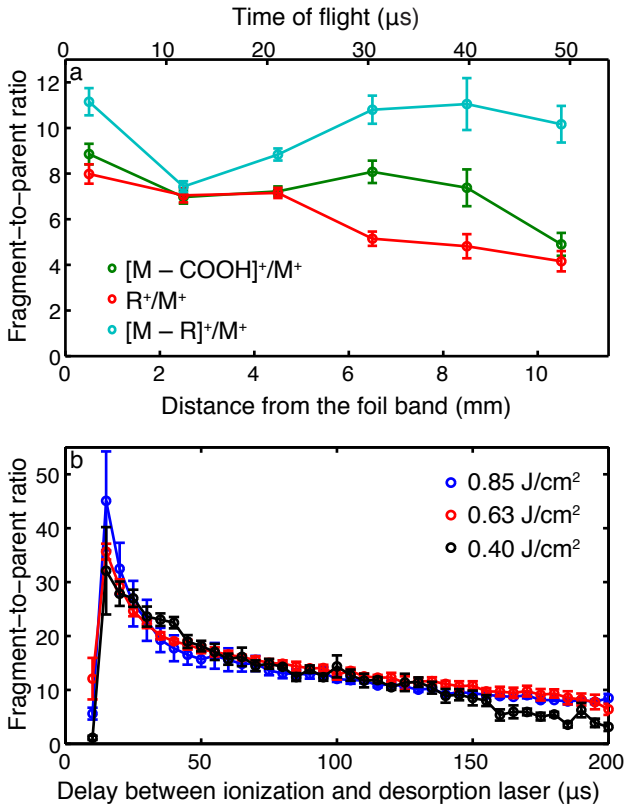 Time of flight (μs)
0 10 20 30 40 50
a
12
10
8
6
4
2
0
Fragment−to−parent ratio
[M – COOH]⁺/M⁺
R⁺/M⁺
[M – R]⁺/M⁺
0 2 4 6 8 10
Distance from the foil band (mm)
b
50
40
30
20
10
0
Fragment−to−parent ratio
0.85 J/cm²
0.63 J/cm²
0.40 J/cm²
0 50 100 150 200
Delay between ionization and desorption laser (μs)